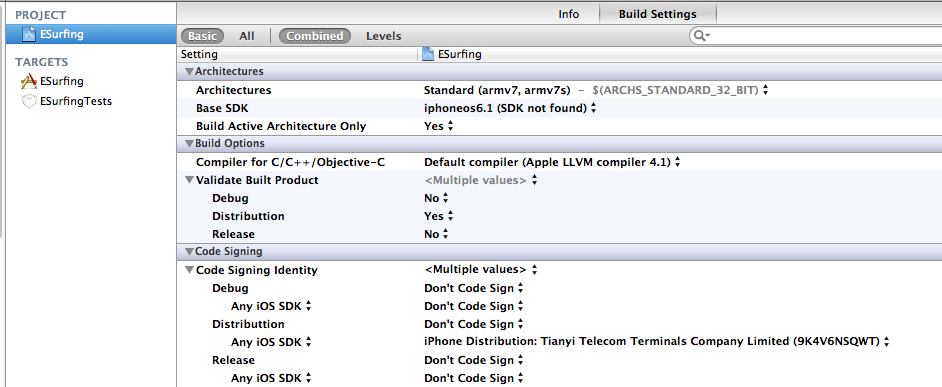 PROJECT
ESurfing
TARGETS
ESurfing
ESurfingTests
Info
Build Settings
Basic All Combined Levels
Setting ESurfing
Architectures
Architectures Standard (armv7, armv7s) – $(ARCHS_STANDARD_32_BIT)
Base SDK iphoneos6.1 (SDK not found)
Build Active Architecture Only Yes
Build Options
Compiler for C/C++/Objective-C Default compiler (Apple LLVM compiler 4.1)
Validate Built Product <Multiple values>
Debug No
Distributtion Yes
Release No
Code Signing
Code Signing Identity <Multiple values>
Debug Don't Code Sign
Any iOS SDK Don't Code Sign
Distributtion Don't Code Sign
Any iOS SDK iPhone Distribution: Tianyi Telecom Terminals Company Limited (9K4V6NSQWT)
Release Don't Code Sign
Any iOS SDK Don't Code Sign